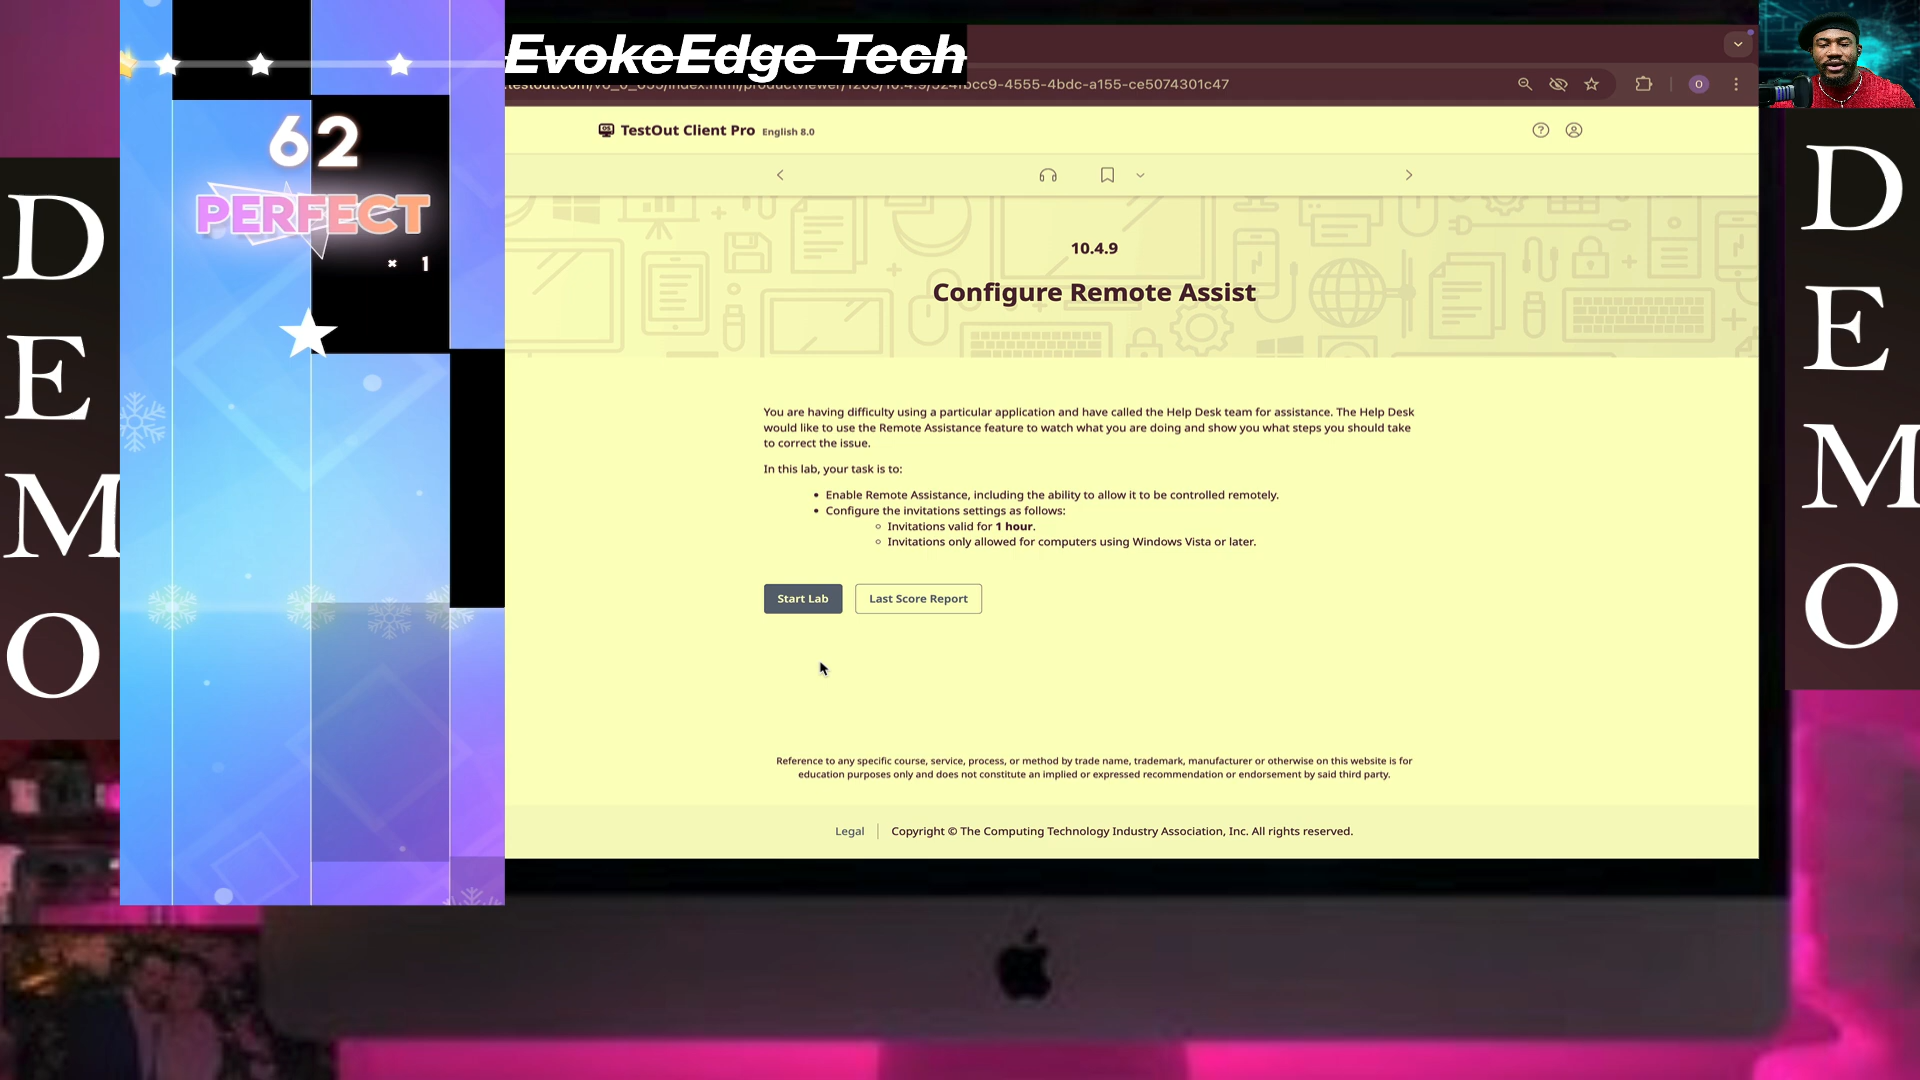 EvokeEdge Tech
bcc9-4555-4bdc-a155-ce5074301c47
O
62
PERFECT
× 1
D
E
M
O
TestOut Client Pro English 8.0
10.4.9
Configure Remote Assist
You are having difficulty using a particular application and have called the Help Desk team for assistance. The Help Desk
would like to use the Remote Assistance feature to watch what you are doing and show you what steps you should take
to correct the issue.
In this lab, your task is to:
• Enable Remote Assistance, including the ability to allow it to be controlled remotely.
• Configure the invitations settings as follows:
○ Invitations valid for 1 hour.
○ Invitations only allowed for computers using Windows Vista or later.
Start Lab
Last Score Report
Reference to any specific course, service, process, or method by trade name, trademark, manufacturer or otherwise on this website is for
education purposes only and does not constitute an implied or expressed recommendation or endorsement by said third party.
Legal
Copyright © The Computing Technology Industry Association, Inc. All rights reserved.
D
E
M
O